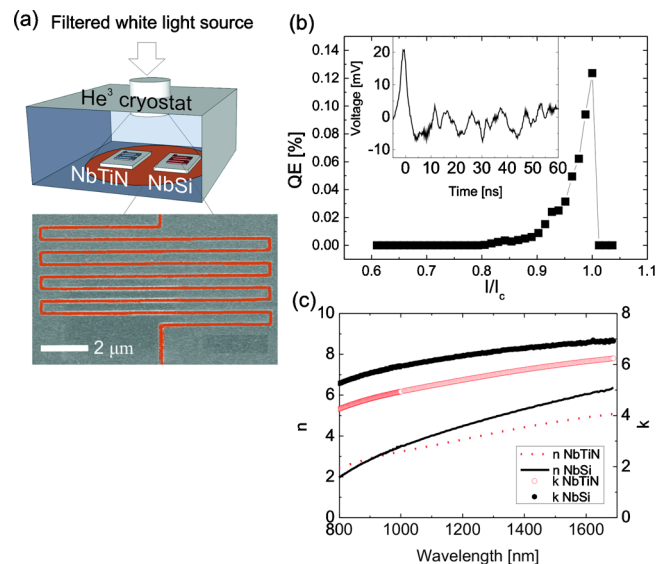 (a) Filtered white light source
He³ cryostat
NbTiN
NbSi
2 μm
(b)
0.14
0.12
0.10
0.08
0.06
0.04
0.02
0.00
QE [%]
20
10
0
-10
Voltage [mV]
0 10 20 30 40 50 60
Time [ns]
0.6 0.7 0.8 0.9 1.0 1.1
I/Ic
(c)
10
8
6
4
2
0
n
8
6
4
2
0
k
n NbTiN
n NbSi
k NbTiN
k NbSi
800 1000 1200 1400 1600
Wavelength [nm]